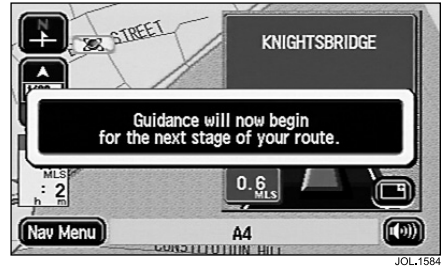 N
STREET
KNIGHTSBRIDGE
Guidance will now begin
for the next stage of your route.
MLS
: 2
h m
0.6
MLS
Nav Menu
A4
CONSTITUTION HILL
JOL.1584